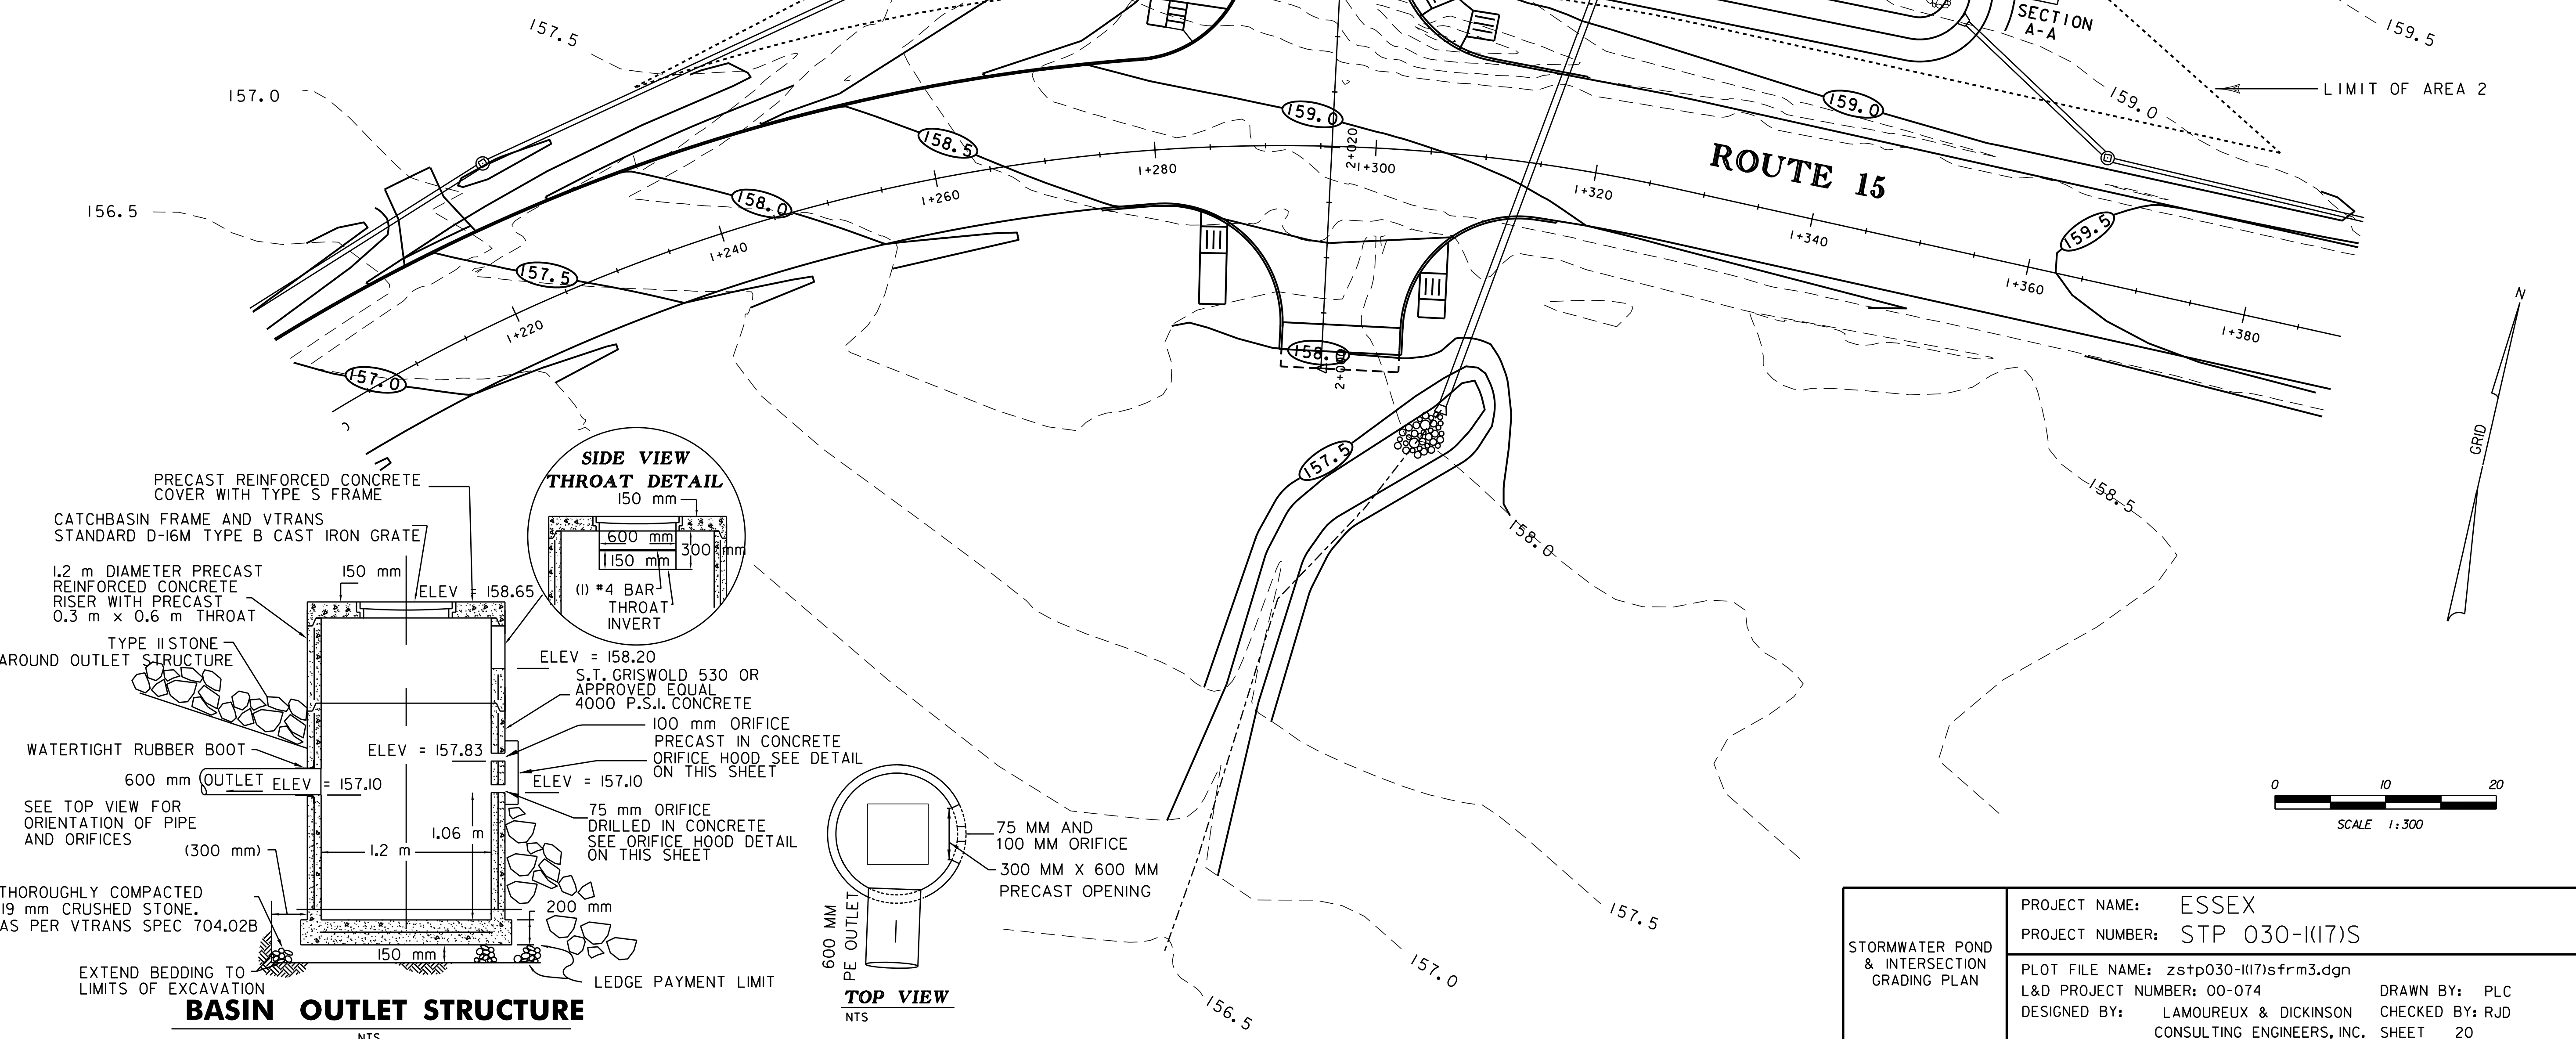 157.5
157.0
156.5
159.5
SECTION
A-A
LIMIT OF AREA 2
159.0
159.0
159.0
158.5
158.0
157.5
157.0
ROUTE 15
159.5
1+220
1+240
1+260
1+280
1+300
1+320
1+340
1+360
1+380
2+020
158.0
2+000
157.5
158.0
158.5
157.5
157.0
156.5
N
GRID
0 10 20
SCALE 1:300
SIDE VIEW
THROAT DETAIL
150 mm
600 mm
300 mm
150 mm
(1) #4 BAR
THROAT
INVERT
PRECAST REINFORCED CONCRETE
COVER WITH TYPE S FRAME
CATCHBASIN FRAME AND VTRANS
STANDARD D-16M TYPE B CAST IRON GRATE
1.2 m DIAMETER PRECAST
REINFORCED CONCRETE
RISER WITH PRECAST
0.3 m x 0.6 m THROAT
150 mm
ELEV = 158.65
TYPE II STONE
AROUND OUTLET STRUCTURE
ELEV = 158.20
S.T. GRISWOLD 530 OR
APPROVED EQUAL
4000 P.S.I. CONCRETE
100 mm ORIFICE
PRECAST IN CONCRETE
ORIFICE HOOD SEE DETAIL
ON THIS SHEET
WATERTIGHT RUBBER BOOT
ELEV = 157.83
600 mm OUTLET ELEV = 157.10
ELEV = 157.10
SEE TOP VIEW FOR
ORIENTATION OF PIPE
AND ORIFICES
75 mm ORIFICE
DRILLED IN CONCRETE
SEE ORIFICE HOOD DETAIL
ON THIS SHEET
1.06 m
1.2 m
(300 mm)
THOROUGHLY COMPACTED
19 mm CRUSHED STONE.
AS PER VTRANS SPEC 704.02B
200 mm
150 mm
EXTEND BEDDING TO
LIMITS OF EXCAVATION
LEDGE PAYMENT LIMIT
BASIN OUTLET STRUCTURE
NTS
75 MM AND
100 MM ORIFICE
300 MM X 600 MM
PRECAST OPENING
600 MM
PE OUTLET
TOP VIEW
NTS
STORMWATER POND
& INTERSECTION
GRADING PLAN
PROJECT NAME: ESSEX
PROJECT NUMBER: STP 030-1(17)S
PLOT FILE NAME: zstp030-1(17)sfrm3.dgn
L&D PROJECT NUMBER: 00-074 DRAWN BY: PLC
DESIGNED BY: LAMOUREUX & DICKINSON CHECKED BY: RJD
CONSULTING ENGINEERS, INC. SHEET 20